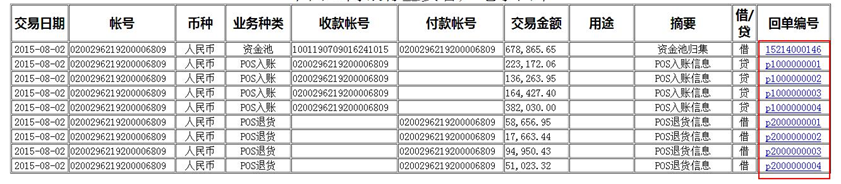 交易日期 帐号 币种 业务种类 收款帐号 付款帐号 交易金额 用途 摘要 借/贷 回单编号
2015-08-02 0200296219200006809 人民币 资金池 1001190709016241015 0200296219200006809 678,865.65 资金池归集 借 15214000146
2015-08-02 0200296219200006809 人民币 POS入账 0200296219200006809 223,172.06 POS入账信息 贷 p1000000001
2015-08-02 0200296219200006809 人民币 POS入账 0200296219200006809 136,263.95 POS入账信息 贷 p1000000002
2015-08-02 0200296219200006809 人民币 POS入账 0200296219200006809 164,427.40 POS入账信息 贷 p1000000003
2015-08-02 0200296219200006809 人民币 POS入账 0200296219200006809 382,030.00 POS入账信息 贷 p1000000004
2015-08-02 0200296219200006809 人民币 POS退货 0200296219200006809 58,656.95 POS退货信息 借 p2000000001
2015-08-02 0200296219200006809 人民币 POS退货 0200296219200006809 17,663.44 POS退货信息 借 p2000000002
2015-08-02 0200296219200006809 人民币 POS退货 0200296219200006809 94,950.43 POS退货信息 借 p2000000003
2015-08-02 0200296219200006809 人民币 POS退货 0200296219200006809 51,023.32 POS退货信息 借 p2000000004